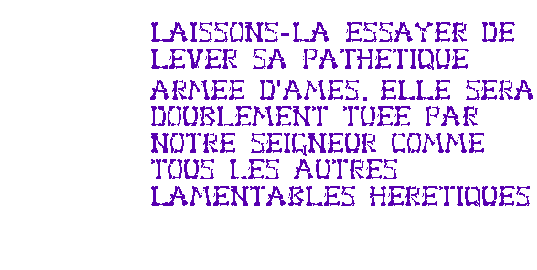 LAISSONS-LA ESSAYER DE
LEVER SA PATHETIQUE
ARMEE D'AMES. ELLE SERA
DOUBLEMENT TUEE PAR
NOTRE SEIGNEUR COMME
TOUS LES AUTRES
LAMENTABLES HERETIQUES